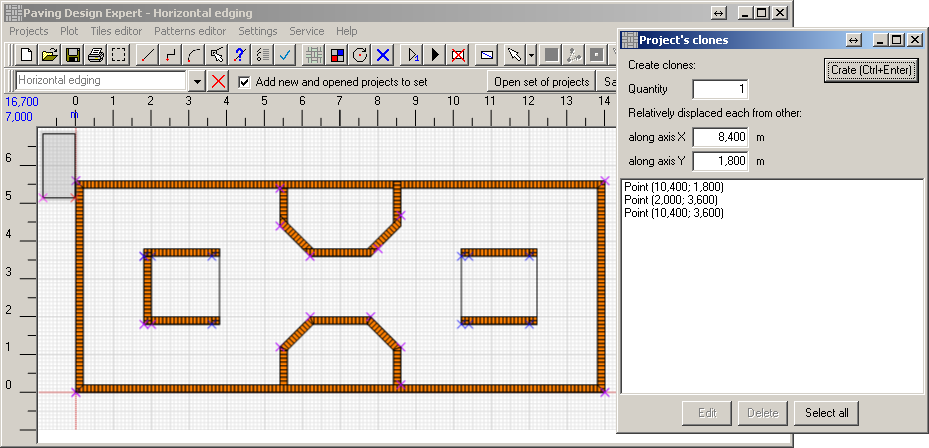 Paving Design Expert - Horizontal edging
Projects Plot Tiles editor Patterns editor Settings Service Help
Horizontal edging
Add new and opened projects to set
Open set of projects
Sa
16,700
7,000
0 1 2 3 4 5 6 7 8 9 10 11 12 13 14
m
6
5
4
3
2
1
0
Project's clones
Create clones:
Crate (Ctrl+Enter)
Quantity 1
Relatively displaced each from other:
along axis X 8,400 m
along axis Y 1,800 m
Point (10,400; 1,800)
Point (2,000; 3,600)
Point (10,400; 3,600)
Edit Delete Select all